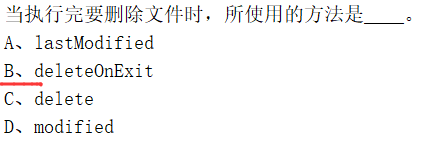 当执行完要删除文件时，所使用的方法是____。
A、lastModified
B、deleteOnExit
C、delete
D、modified